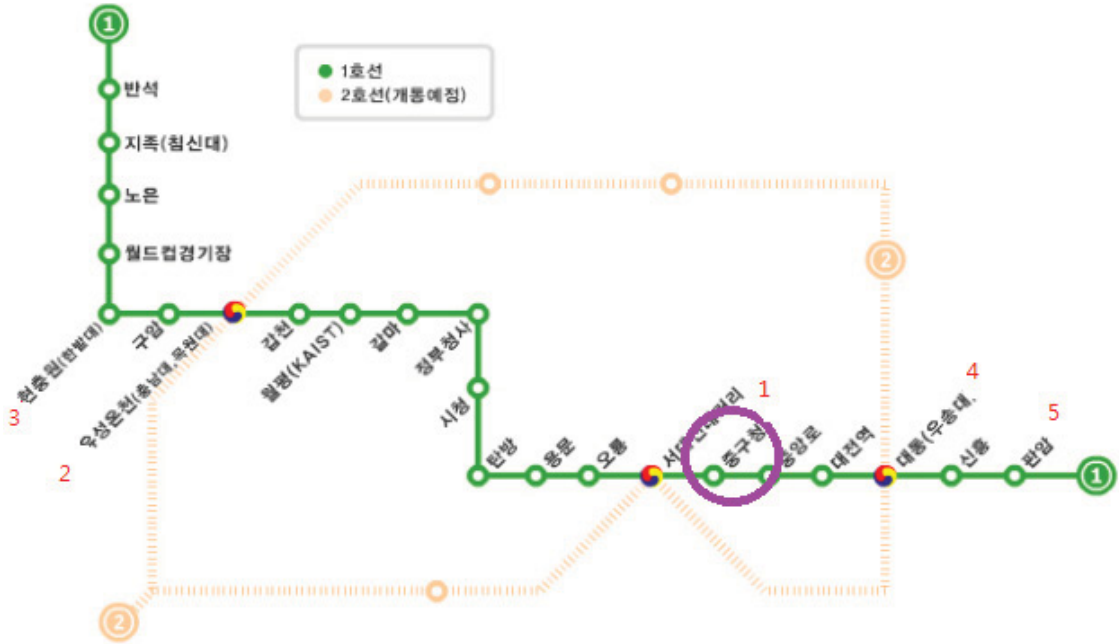 1
반석
지족(침신대)
노은
월드컵경기장
1호선
2호선(개통예정)
2
현충원(한밭대)
구암
유성온천(충남대,목원대)
갑천
월평(KAIST)
갈마
정부청사
시청
3
2
탄방
용문
오룡
1
중구청
중앙로
대전역
대동(우송대,
4
신흥
판암
5
1
2